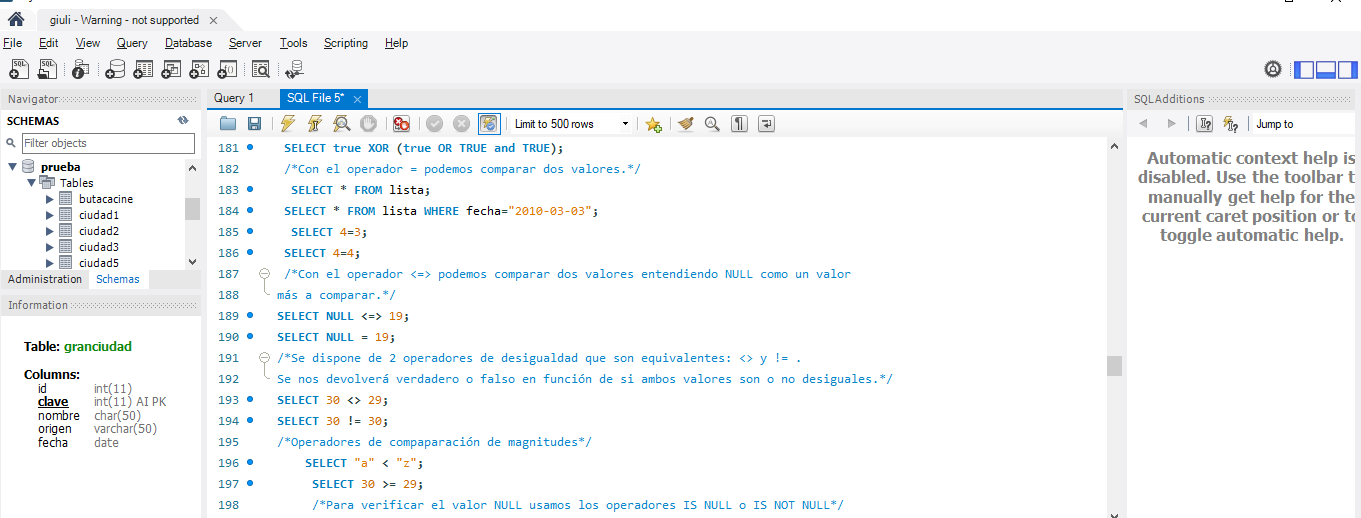 giuli - Warning - not supported
File Edit View Query Database Server Tools Scripting Help
Navigator
SCHEMAS
Filter objects
prueba
Tables
butacacine
ciudad1
ciudad2
ciudad3
ciudad5
Administration Schemas
Information
Table: granciudad
Columns:
id int(11)
clave int(11) AI PK
nombre char(50)
origen varchar(50)
fecha date
Query 1 SQL File 5*
Limit to 500 rows
181 SELECT true XOR (true OR TRUE and TRUE);
182 /*Con el operador = podemos comparar dos valores.*/
183 SELECT * FROM lista;
184 SELECT * FROM lista WHERE fecha="2010-03-03";
185 SELECT 4=3;
186 SELECT 4=4;
187 /*Con el operador <=> podemos comparar dos valores entendiendo NULL como un valor
188 más a comparar.*/
189 SELECT NULL <=> 19;
190 SELECT NULL = 19;
191 /*Se dispone de 2 operadores de desigualdad que son equivalentes: <> y != .
192 Se nos devolverá verdadero o falso en función de si ambos valores son o no desiguales.*/
193 SELECT 30 <> 29;
194 SELECT 30 != 30;
195 /*Operadores de compaparación de magnitudes*/
196 SELECT "a" < "z";
197 SELECT 30 >= 29;
198 /*Para verificar el valor NULL usamos los operadores IS NULL o IS NOT NULL*/
SQLAdditions
Jump to
Automatic context help is
disabled. Use the toolbar t
manually get help for the
current caret position or to
toggle automatic help.